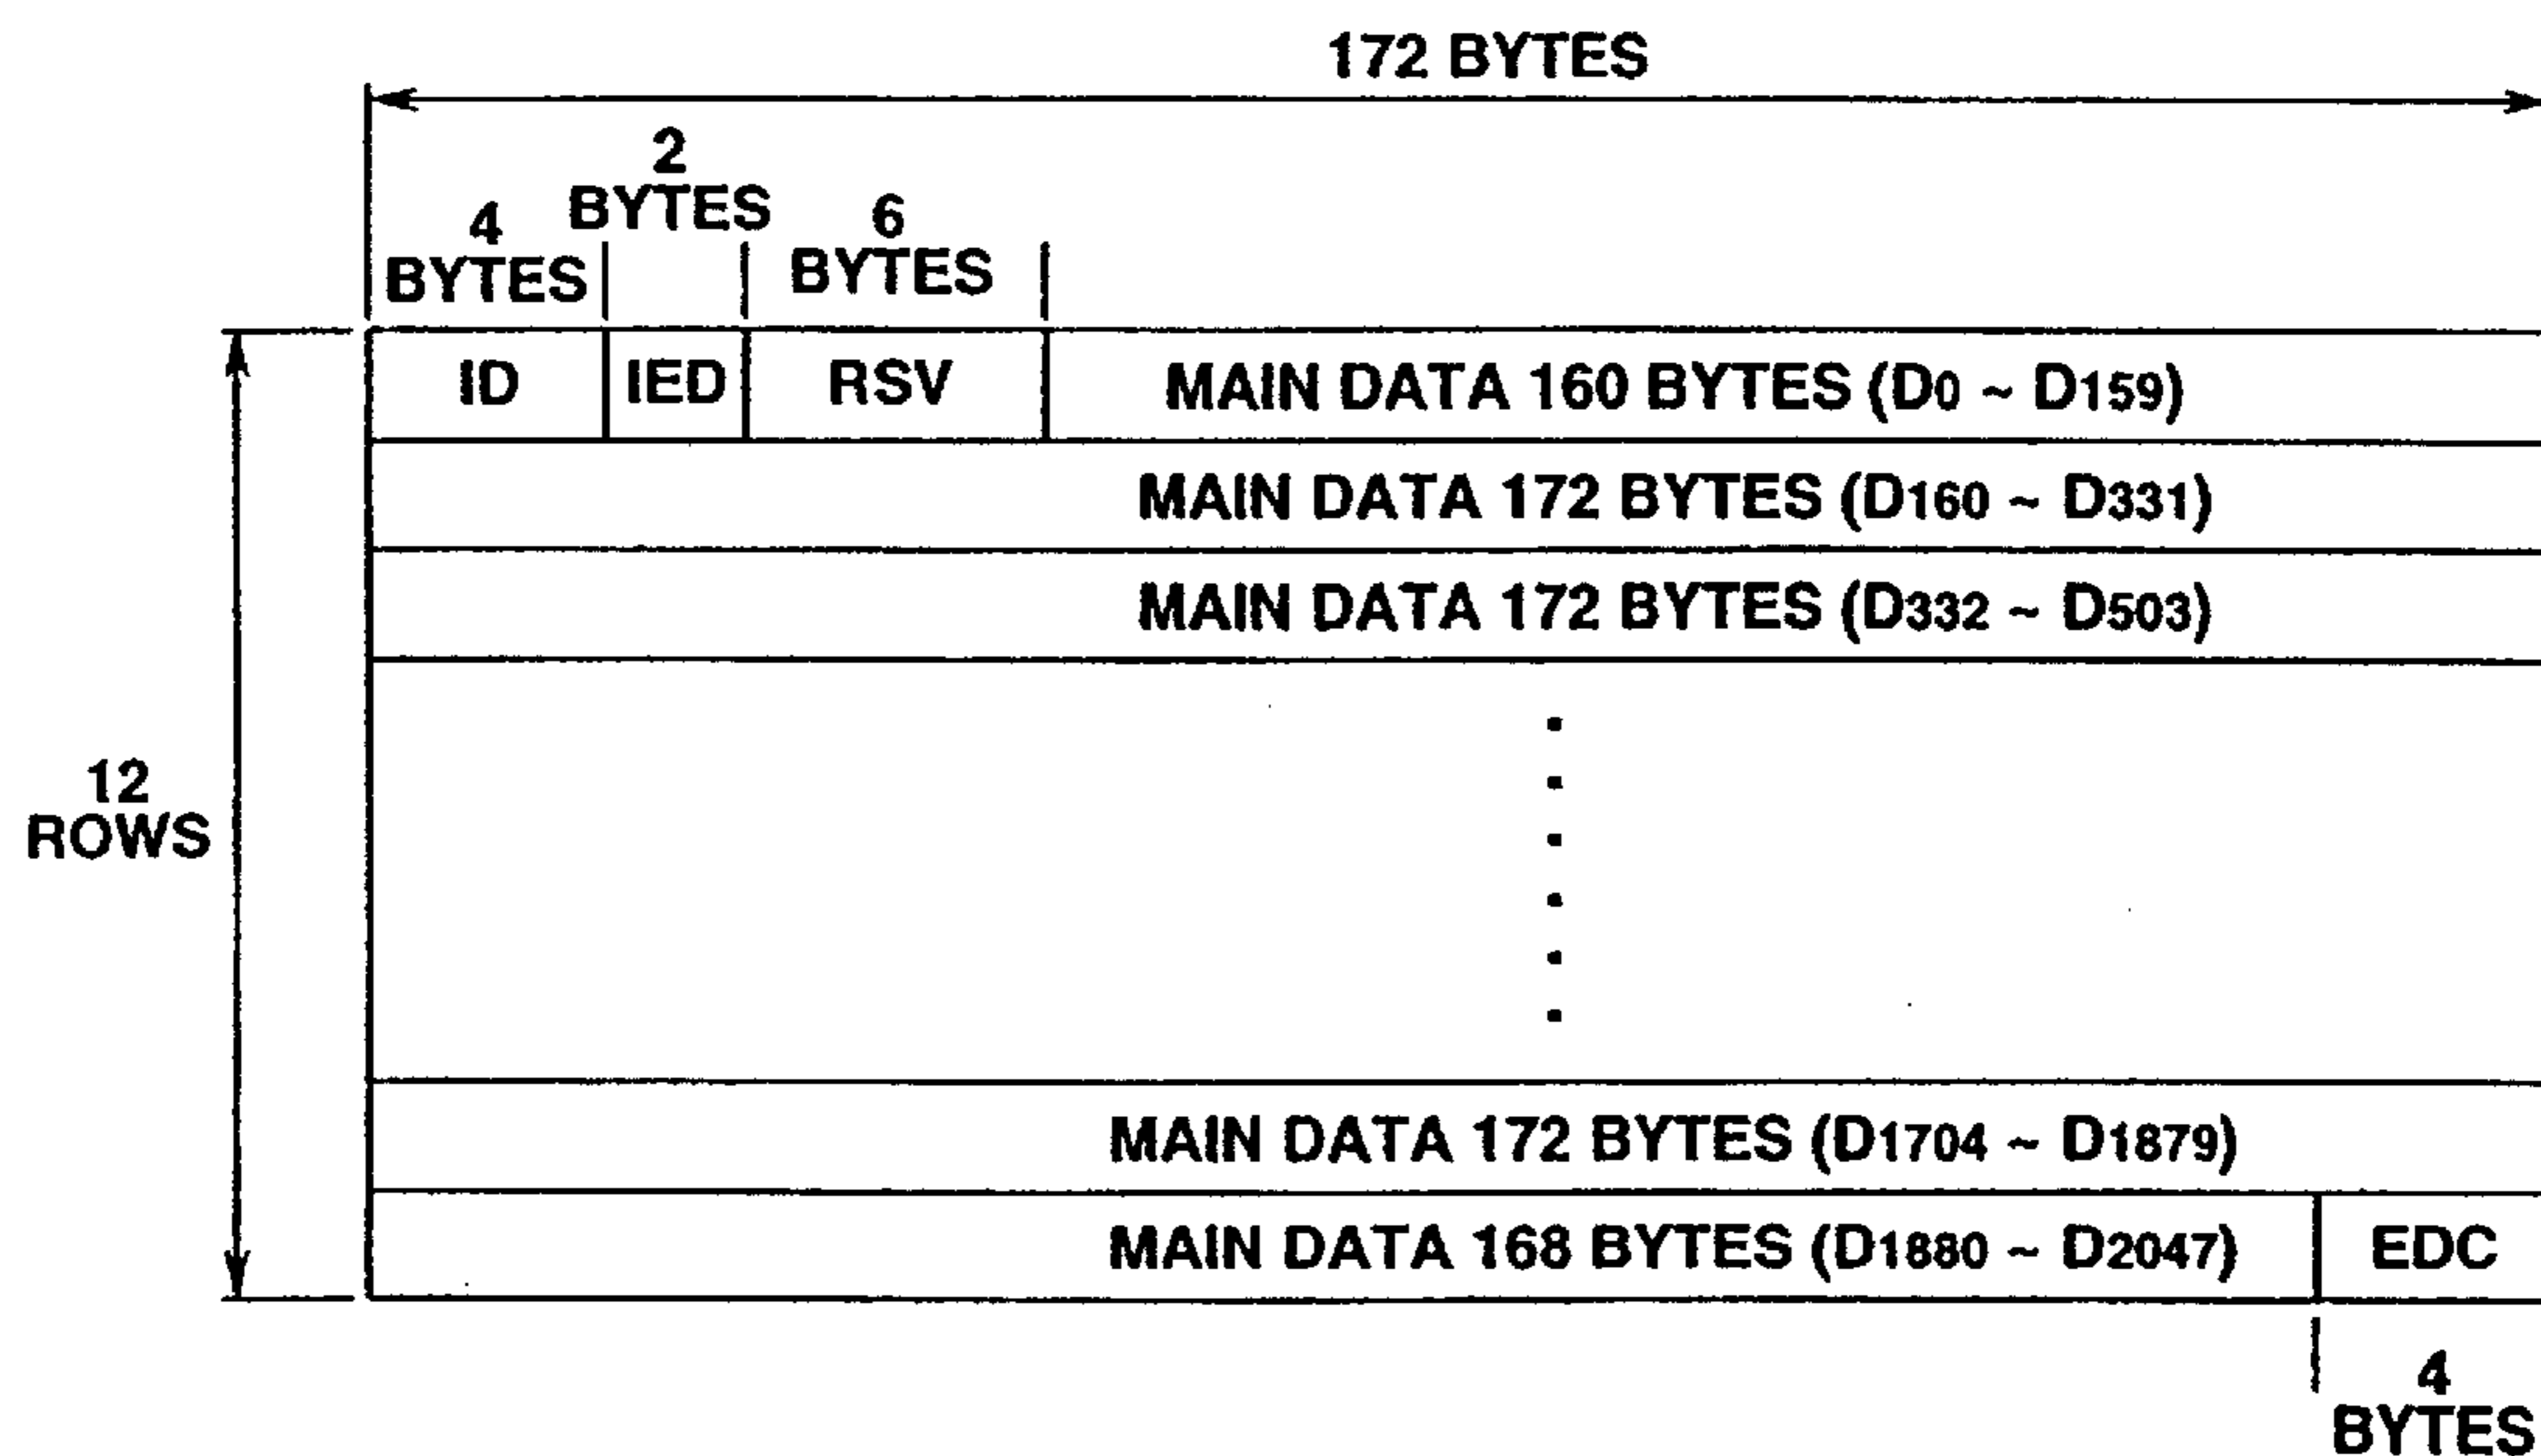 172 BYTES
2
BYTES
4
BYTES
6
BYTES
ID
IED
RSV
MAIN DATA 160 BYTES (D0 ~ D159)
MAIN DATA 172 BYTES (D160 ~ D331)
MAIN DATA 172 BYTES (D332 ~ D503)
12
ROWS
MAIN DATA 172 BYTES (D1704 ~ D1879)
MAIN DATA 168 BYTES (D1880 ~ D2047)
EDC
4
BYTES